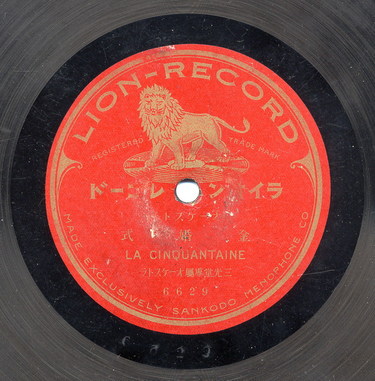 LION-RECORD
REGISTERED TRADE MARK
ライオンレコード
オーケストラ
金婚式
LA CINQUANTAINE
三光堂専属オーケストラ
6629
MADE EXCLUSIVELY SANKODO MENOPHONE CO